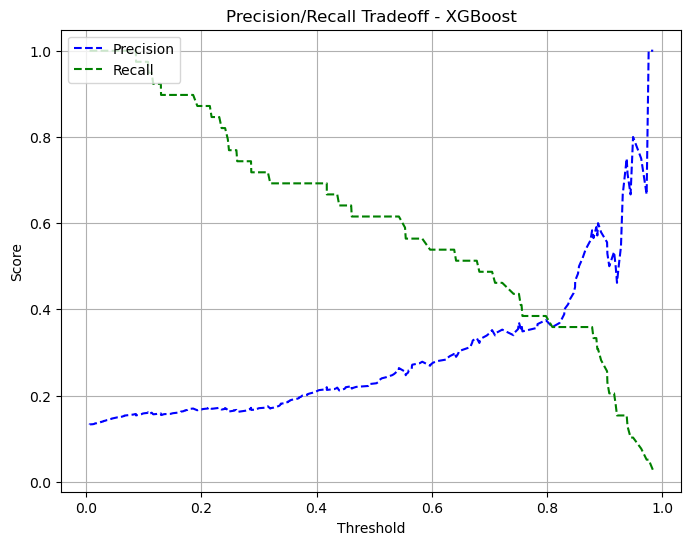 Precision/Recall Tradeoff - XGBoost
Precision
Recall
1.0
0.8
0.6
0.4
0.2
0.0
Score
0.0 0.2 0.4 0.6 0.8 1.0
Threshold